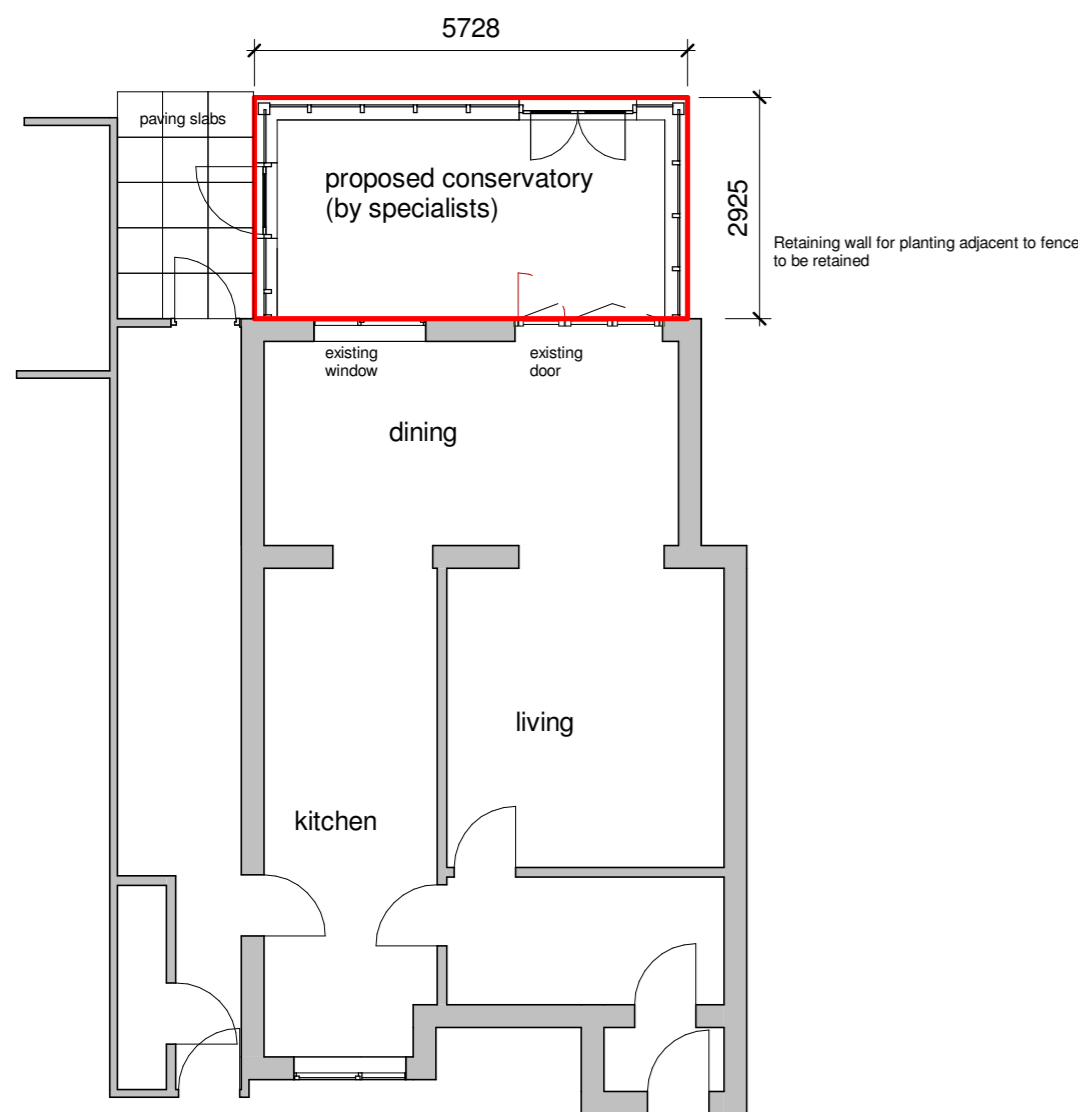 5728
paving slabs
proposed conservatory
(by specialists)
2925
Retaining wall for planting adjacent to fence
to be retained
existing
window
existing
door
dining
living
kitchen